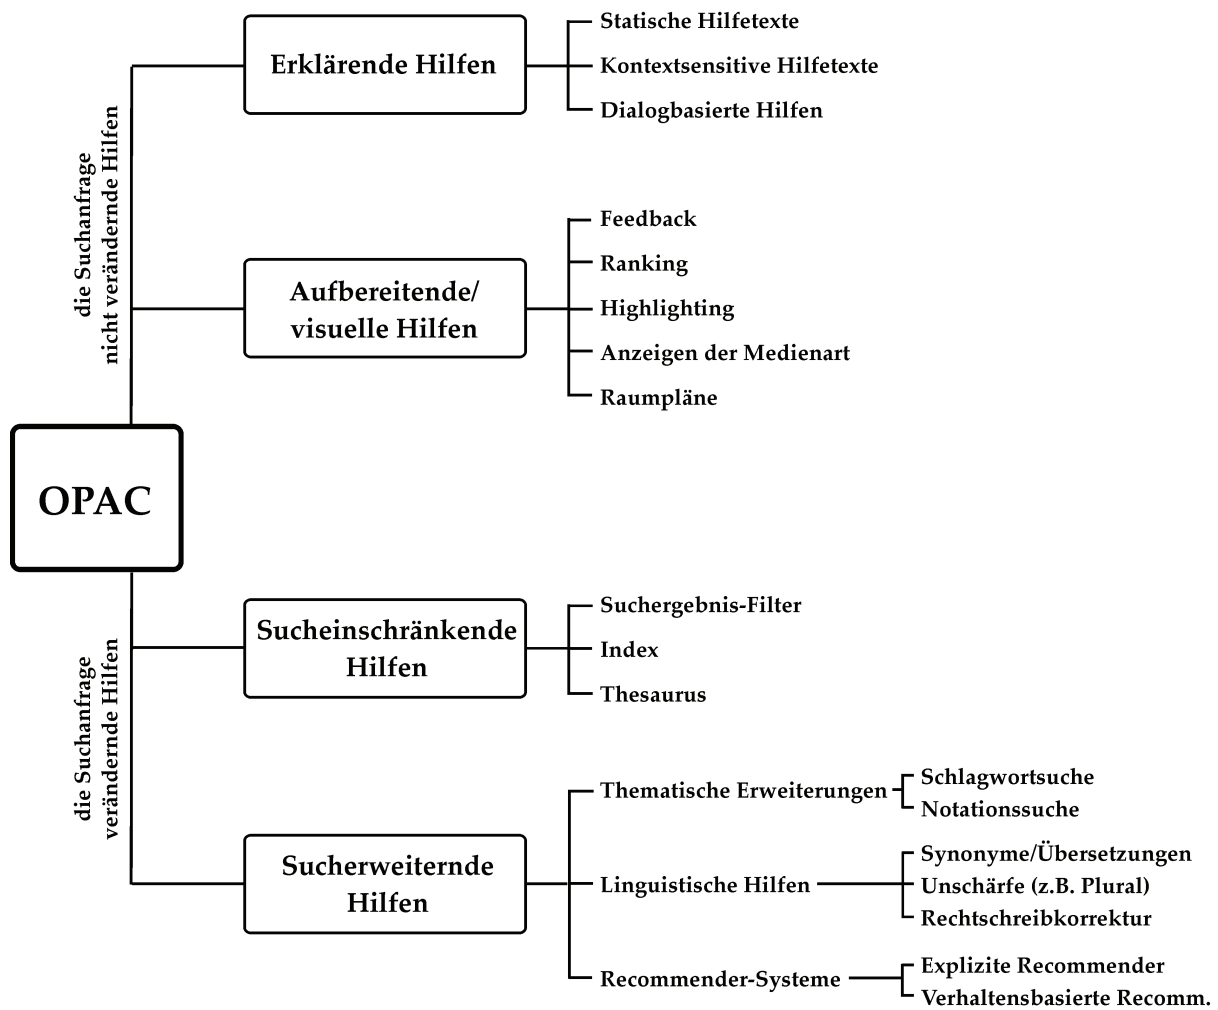 Erklärende Hilfen
Statische Hilfetexte
Kontextsensitive Hilfetexte
Dialogbasierte Hilfen
die Suchanfrage
nicht verändernde Hilfen
Aufbereitende/
visuelle Hilfen
Feedback
Ranking
Highlighting
Anzeigen der Medienart
Raumpläne
OPAC
die Suchanfrage
verändernde Hilfen
Sucheinschränkende
Hilfen
Suchergebnis-Filter
Index
Thesaurus
Sucherweiternde
Hilfen
Thematische Erweiterungen
Schlagwortsuche
Notationssuche
Linguistische Hilfen
Synonyme/Übersetzungen
Unschärfe (z.B. Plural)
Rechtschreibkorrektur
Recommender-Systeme
Explizite Recommender
Verhaltensbasierte Recomm.